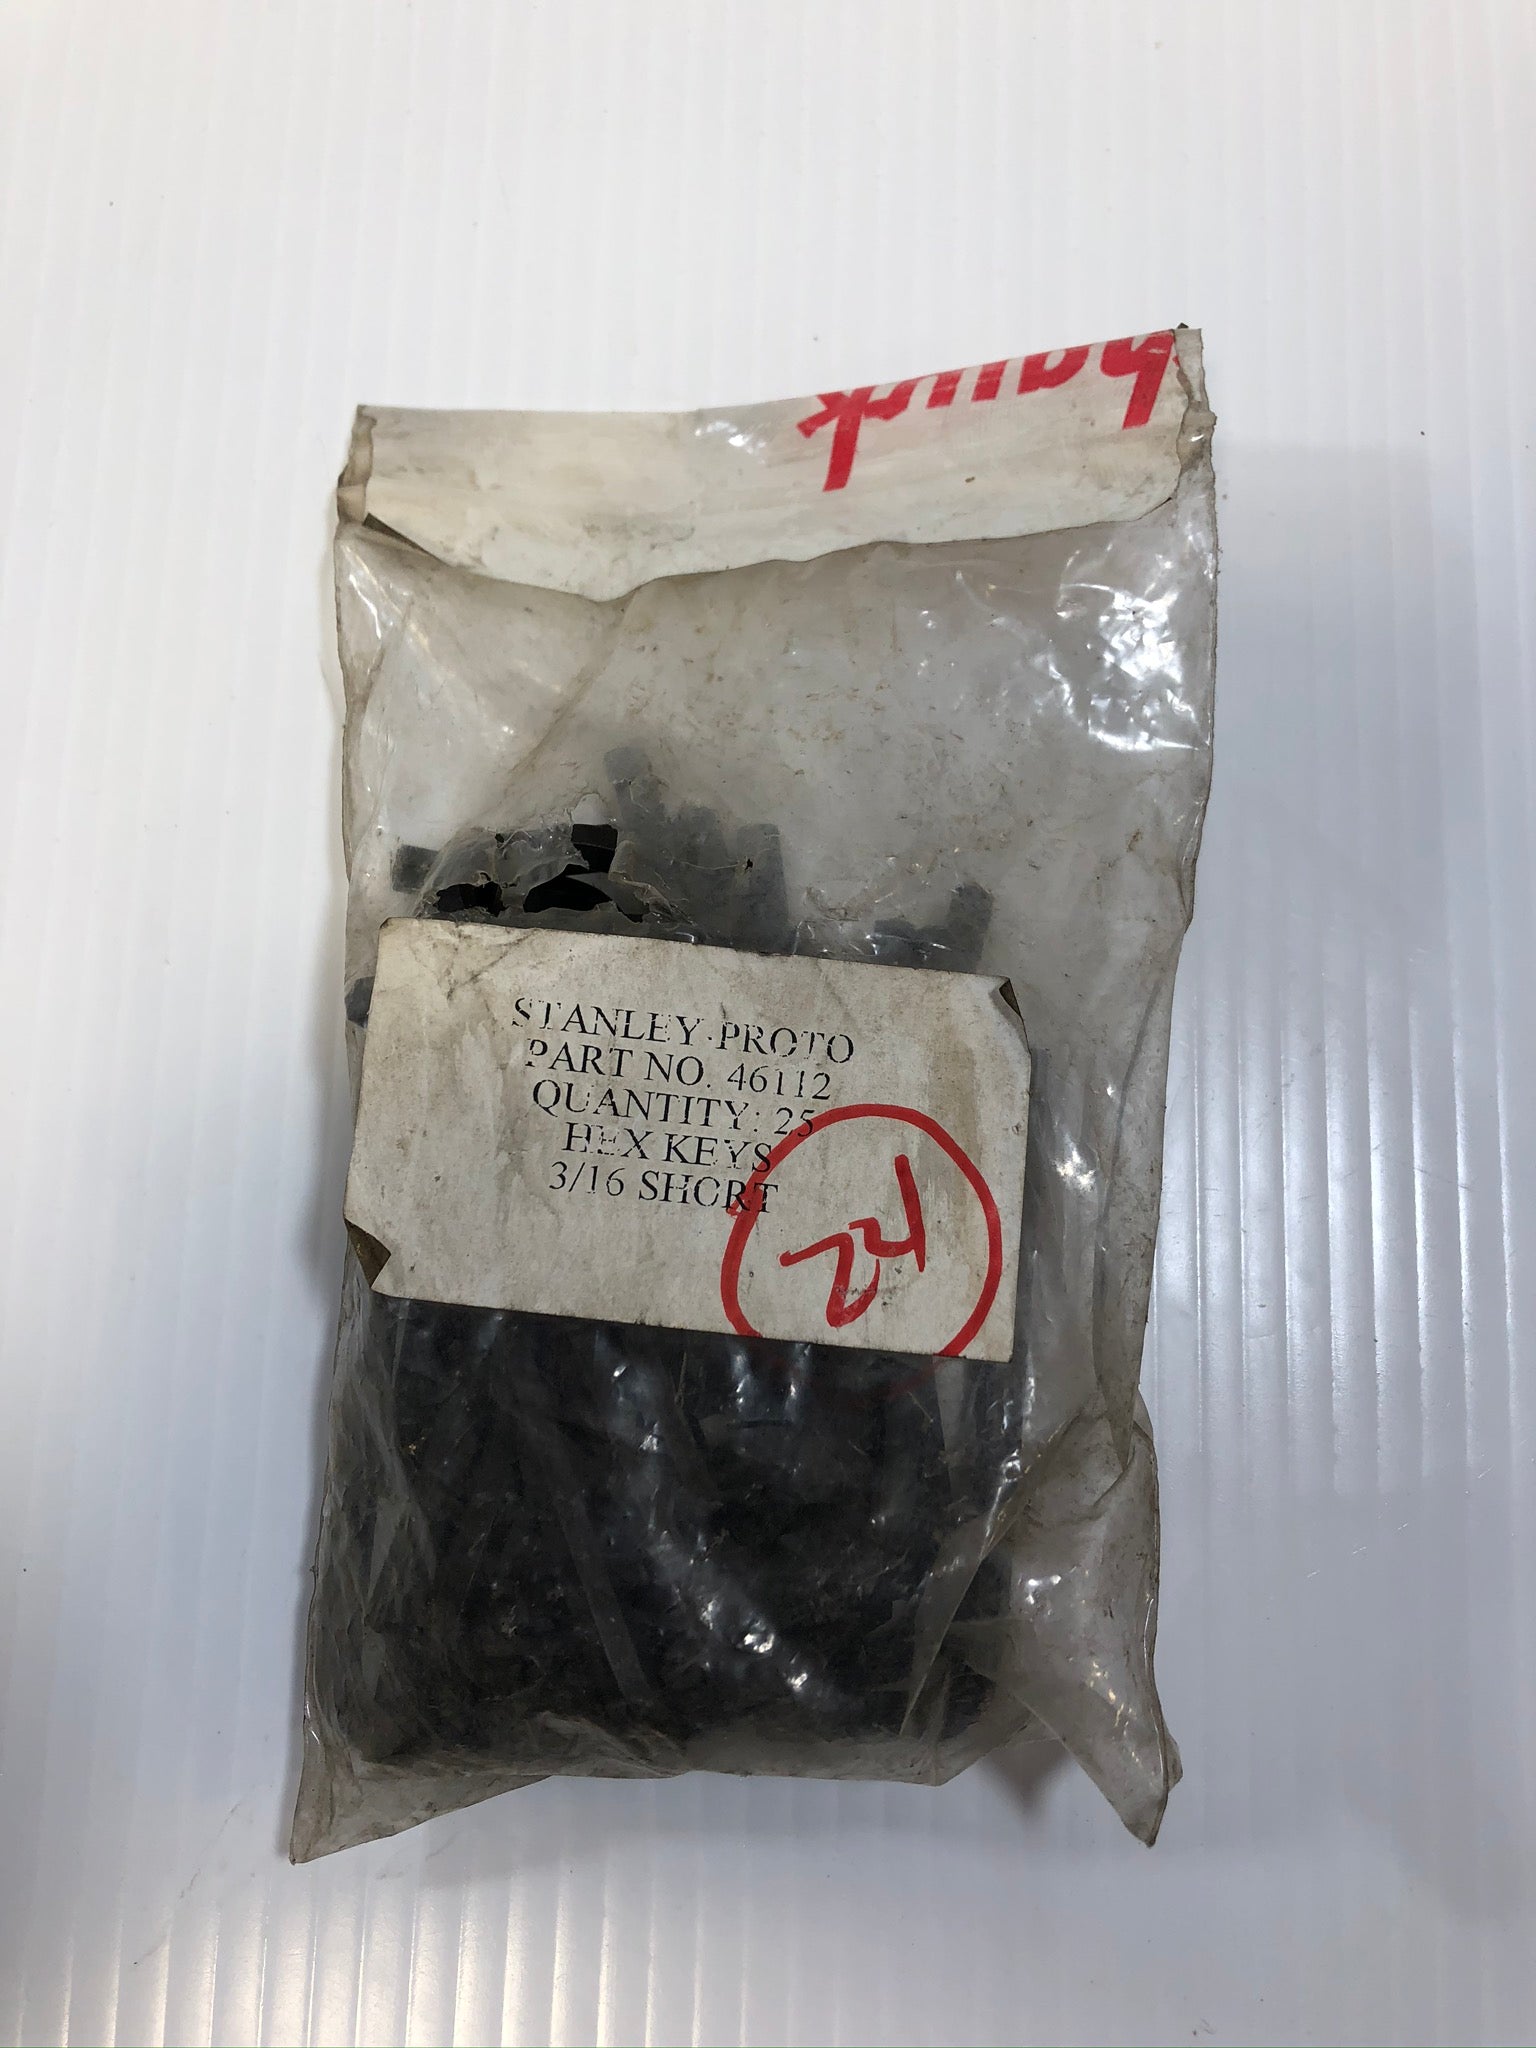 STANLEY-PROTO
PART NO. 46112
QUANTITY: 25
HEX KEYS
3/16 SHORT
24